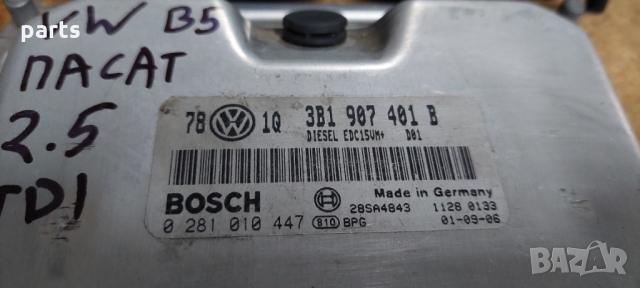 parts
VW B5
ПАСАТ
2.5
TDI
78 1Q 3B1 907 401 B
DIESEL EDC15VM+ D01
BOSCH
Made in Germany
28SA4843 1128 0133
0 281 010 447 810 BPG 01-09-06
BAZAR